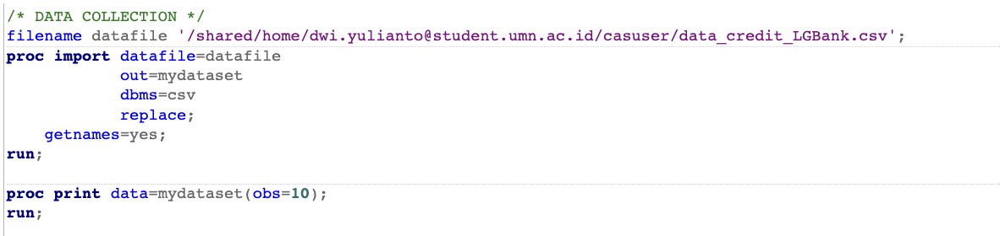 /* DATA COLLECTION */
filename datafile '/shared/home/dwi.yulianto@student.umn.ac.id/casuser/data_credit_LGBank.csv';
proc import datafile=datafile
            out=mydataset
            dbms=csv
            replace;
    getnames=yes;
run;
proc print data=mydataset(obs=10);
run;